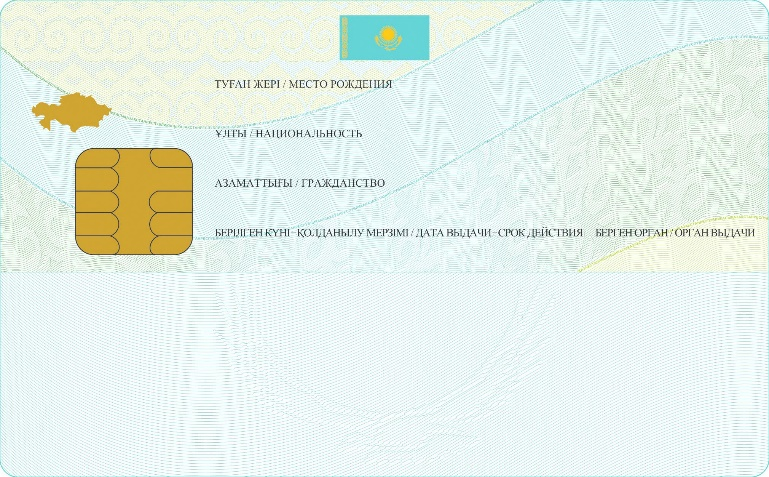 ТУҒАН ЖЕРІ / МЕСТО РОЖДЕНИЯ
ҰЛТЫ / НАЦИОНАЛЬНОСТЬ
АЗАМАТТЫҒЫ / ГРАЖДАНСТВО
БЕРІЛГЕН КҮНІ - ҚОЛДАНЫЛУ МЕРЗІМІ / ДАТА ВЫДАЧИ - СРОК ДЕЙСТВИЯ БЕРГЕН ОРГАН / ОРГАН ВЫДАЧИ